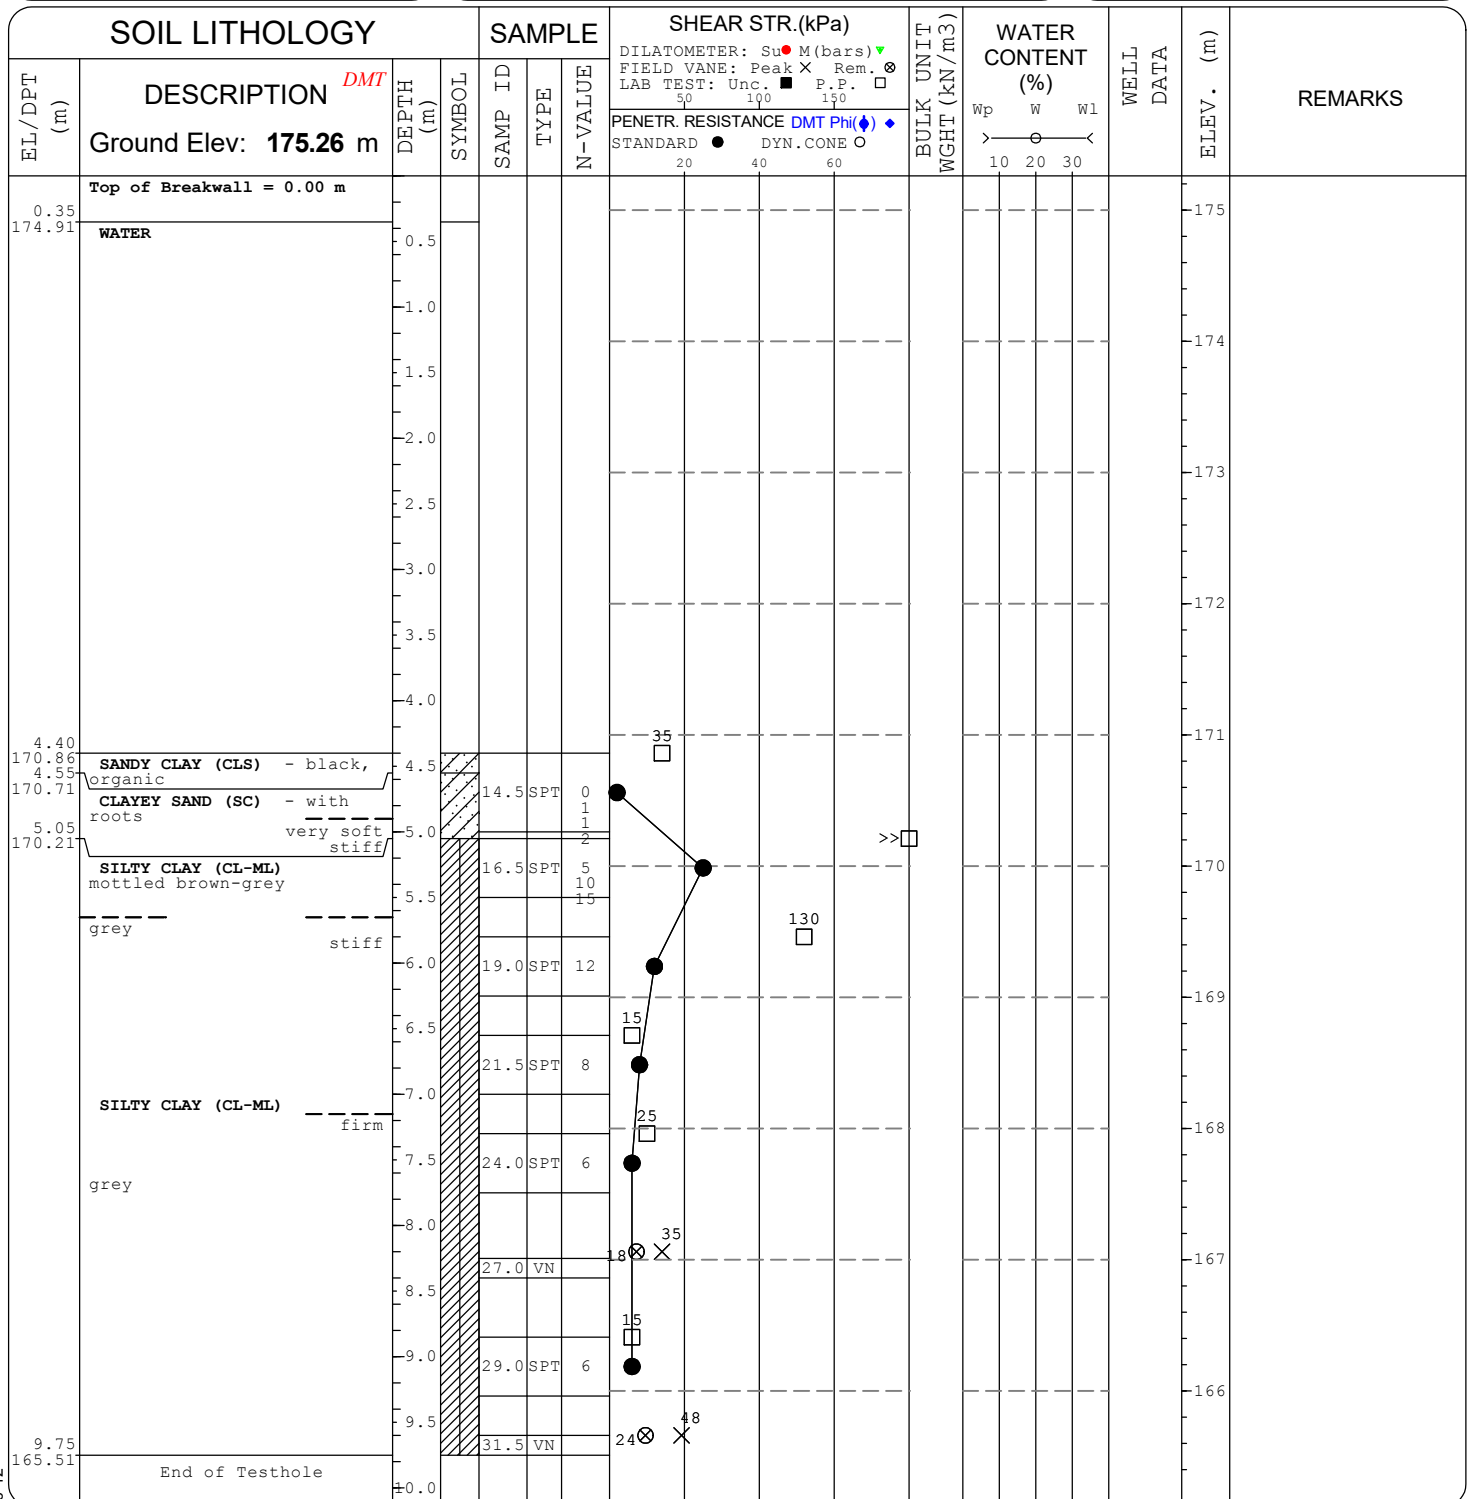 SOIL LITHOLOGY
SAMPLE
SHEAR STR.(kPa)
DILATOMETER: Su M(bars)
FIELD VANE: Peak Rem.
LAB TEST: Unc. P.P.
50 100 150
PENETR. RESISTANCE DMT Phi(ϕ)
STANDARD DYN.CONE
20 40 60
BULK UNIT
WGHT(kN/m3)
WATER
CONTENT
(%)
Wp W Wl
10 20 30
WELL
DATA
ELEV. (m)
REMARKS
EL/DPT
(m)
DESCRIPTION DMT
Ground Elev: 175.26 m
DEPTH
(m)
SYMBOL
SAMP ID
TYPE
N-VALUE
Top of Breakwall = 0.00 m
0.35
174.91
WATER
0.5
1.0
1.5
2.0
2.5
3.0
3.5
4.0
4.5
5.0
5.5
6.0
6.5
7.0
7.5
8.0
8.5
9.0
9.5
10.0
175
174
173
172
171
170
169
168
167
166
4.40
170.86
4.55
170.71
SANDY CLAY (CLS) - black,
organic
CLAYEY SAND (SC) - with
roots
very soft
stiff
5.05
170.21
SILTY CLAY (CL-ML)
mottled brown-grey
grey
stiff
SILTY CLAY (CL-ML)
firm
grey
9.75
165.51
End of Testhole
14.5 SPT 0
1
1
2
16.5 SPT 5
10
15
19.0 SPT 12
21.5 SPT 8
24.0 SPT 6
27.0 VN
29.0 SPT 6
31.5 VN
35
>>
130
15
25
18
35
15
24
48